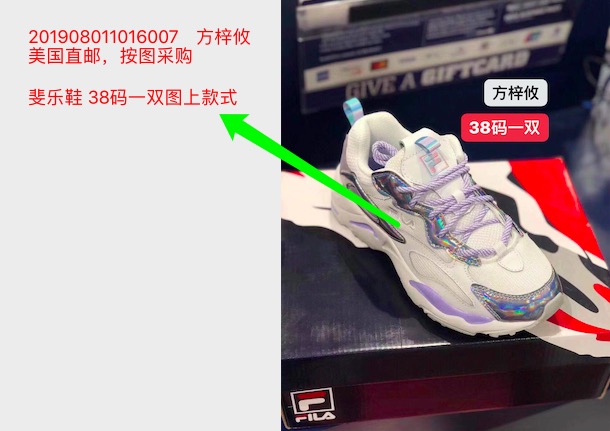 201908011016007 方梓攸
美国直邮，按图采购
斐乐鞋 38码一双图上款式
GIVE A GIFTCARD
方梓攸
38码一双
FILA